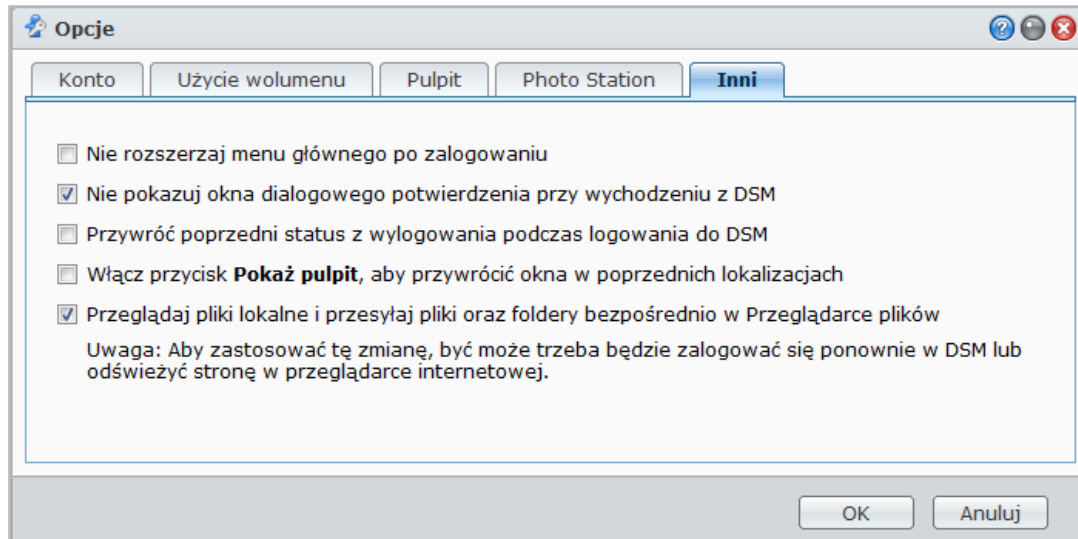 Opcje
Konto
Użycie wolumenu
Pulpit
Photo Station
Inni
Nie rozszerzaj menu głównego po zalogowaniu
Nie pokazuj okna dialogowego potwierdzenia przy wychodzeniu z DSM
Przywróć poprzedni status z wylogowania podczas logowania do DSM
Włącz przycisk Pokaż pulpit, aby przywrócić okna w poprzednich lokalizacjach
Przeglądaj pliki lokalne i przesyłaj pliki oraz foldery bezpośrednio w Przeglądarce plików
Uwaga: Aby zastosować tę zmianę, być może trzeba będzie zalogować się ponownie w DSM lub
odświeżyć stronę w przeglądarce internetowej.
OK
Anuluj